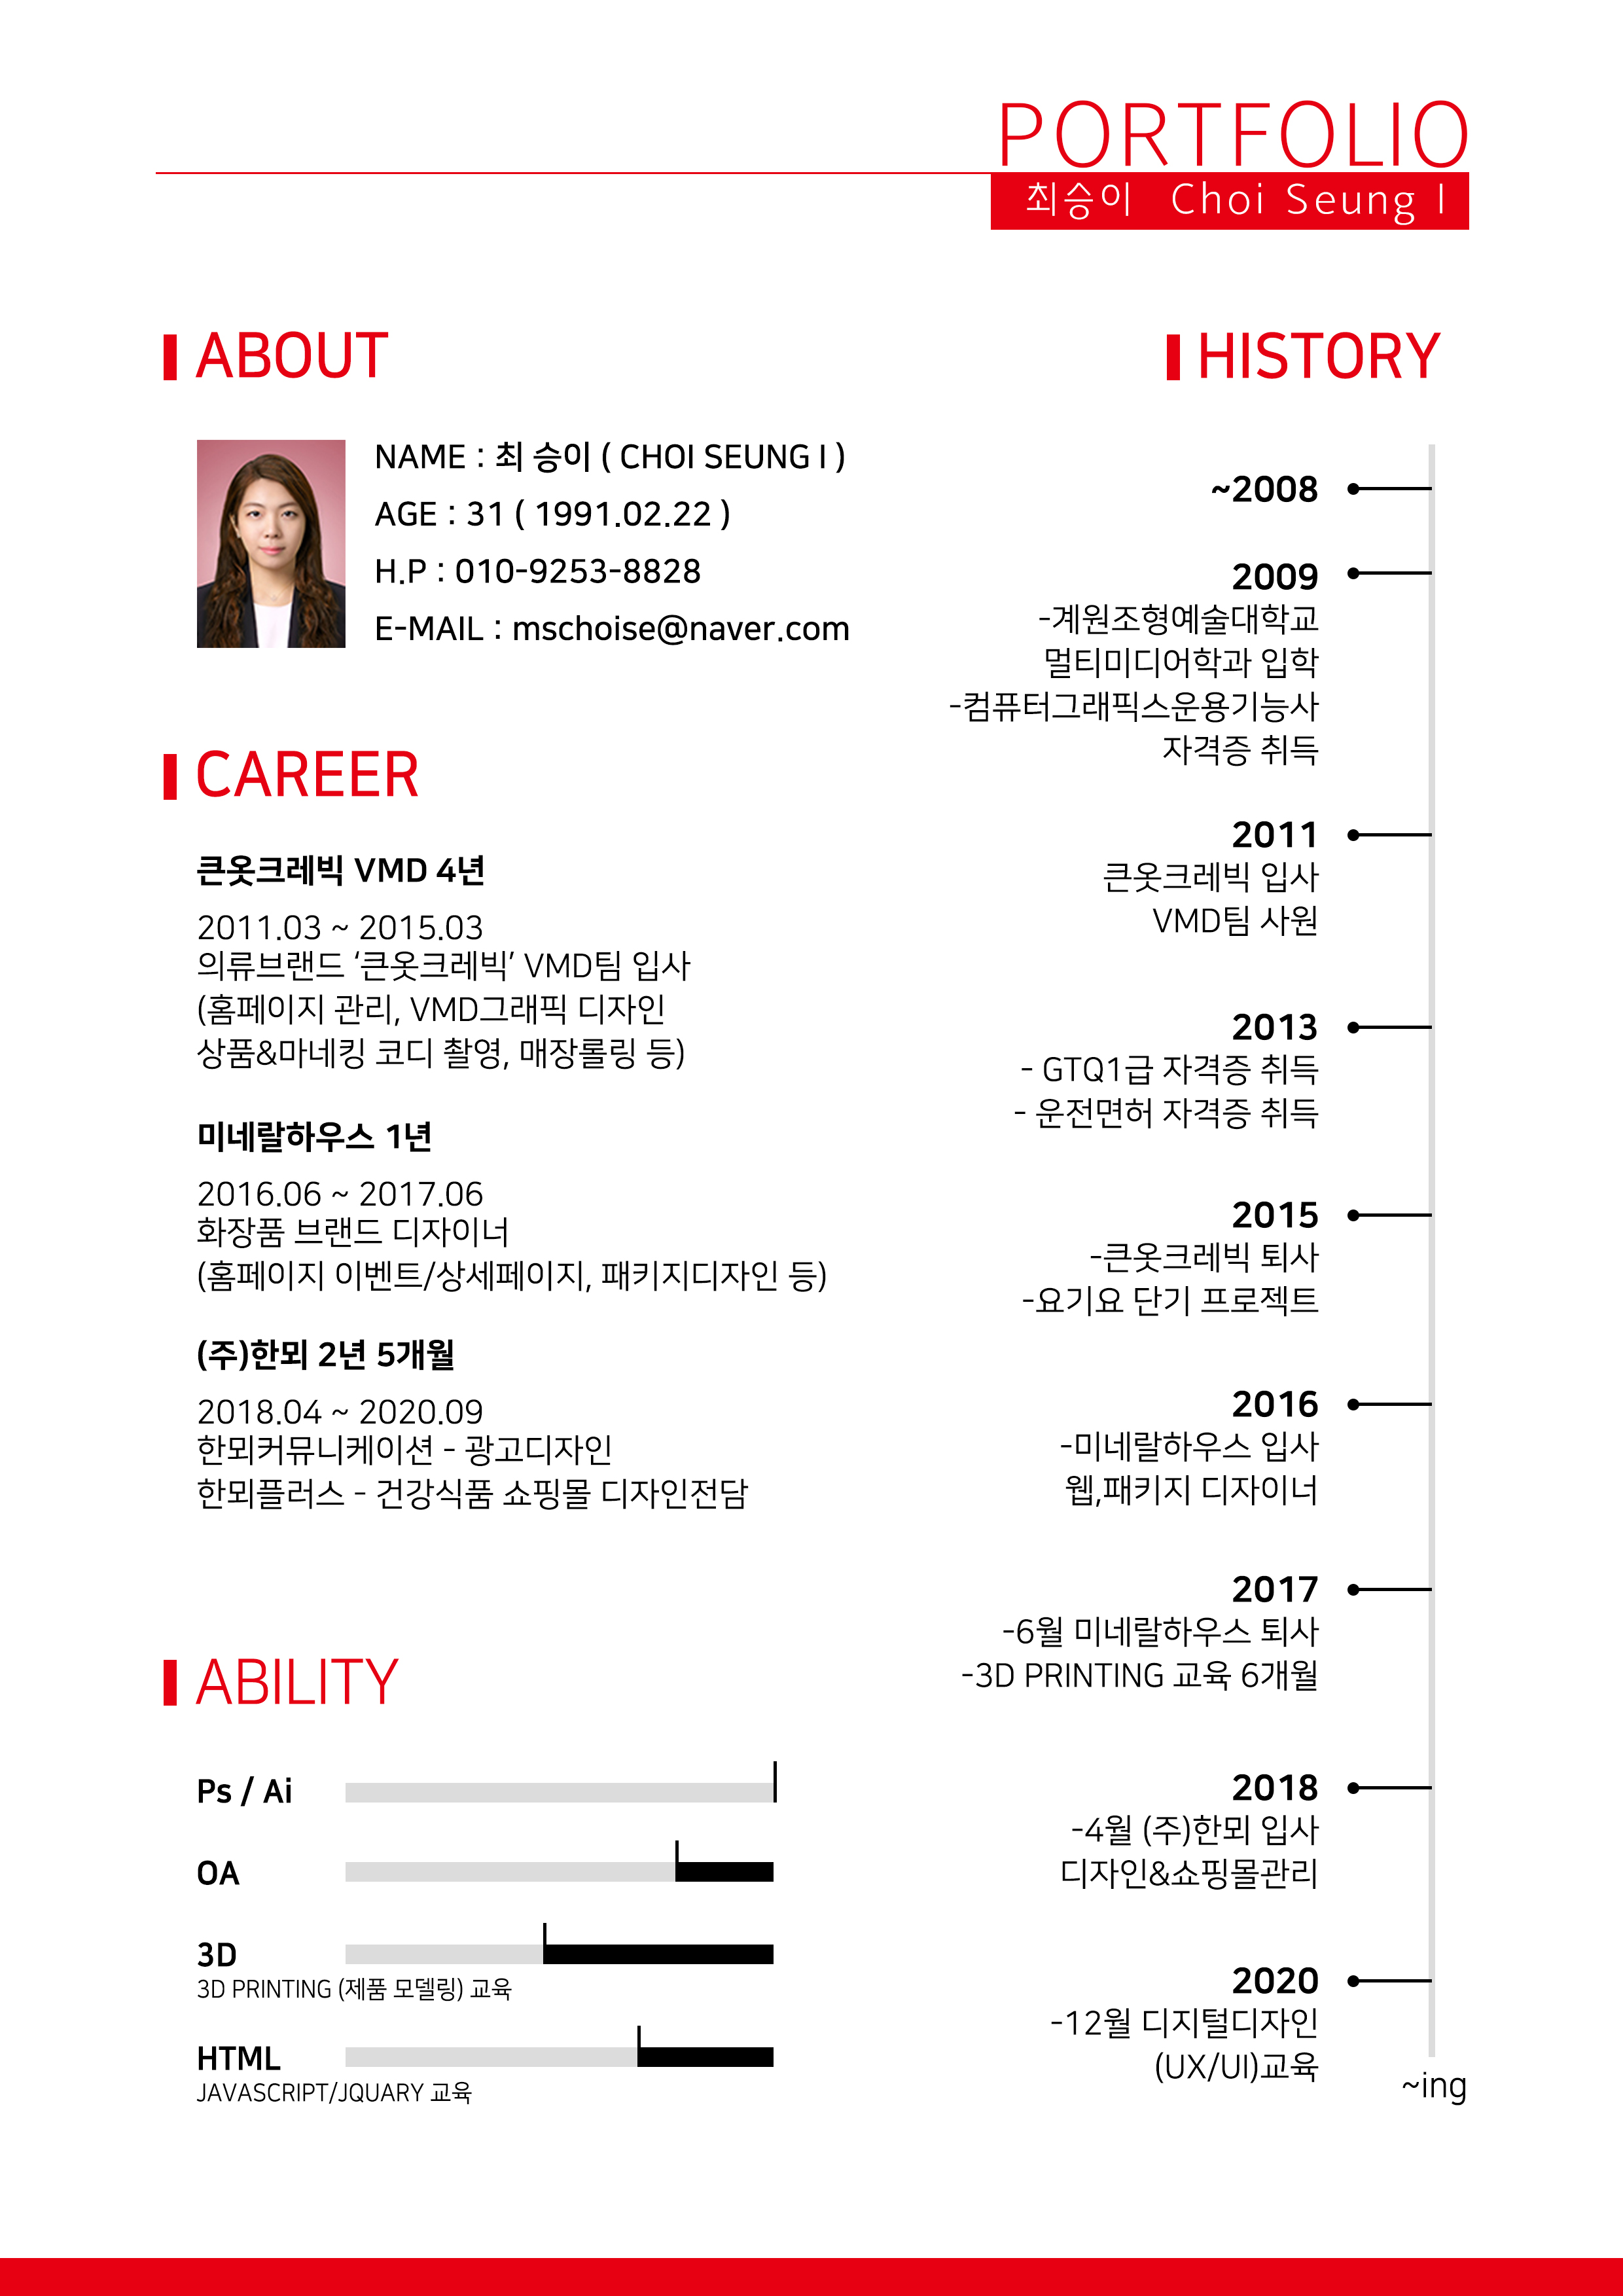 PORTFOLIO
최승이 Choi Seung I
ABOUT
NAME : 최 승이 ( CHOI SEUNG I )
AGE : 31 ( 1991.02.22 )
H.P : 010-9253-8828
E-MAIL : mschoise@naver.com
CAREER
큰옷크레빅 VMD 4년
2011.03 ~ 2015.03
의류브랜드 ‘큰옷크레빅’ VMD팀 입사
(홈페이지 관리, VMD그래픽 디자인
상품&마네킹 코디 촬영, 매장롤링 등)
미네랄하우스 1년
2016.06 ~ 2017.06
화장품 브랜드 디자이너
(홈페이지 이벤트/상세페이지, 패키지디자인 등)
(주)한뫼 2년 5개월
2018.04 ~ 2020.09
한뫼커뮤니케이션 - 광고디자인
한뫼플러스 - 건강식품 쇼핑몰 디자인전담
ABILITY
Ps / Ai
OA
3D
3D PRINTING (제품 모델링) 교육
HTML
JAVASCRIPT/JQUARY 교육
HISTORY
~2008
2009
-계원조형예술대학교
멀티미디어학과 입학
-컴퓨터그래픽스운용기능사
자격증 취득
2011
큰옷크레빅 입사
VMD팀 사원
2013
- GTQ1급 자격증 취득
- 운전면허 자격증 취득
2015
-큰옷크레빅 퇴사
-요기요 단기 프로젝트
2016
-미네랄하우스 입사
웹,패키지 디자이너
2017
-6월 미네랄하우스 퇴사
-3D PRINTING 교육 6개월
2018
-4월 (주)한뫼 입사
디자인&쇼핑몰관리
2020
-12월 디지털디자인
(UX/UI)교육
~ing